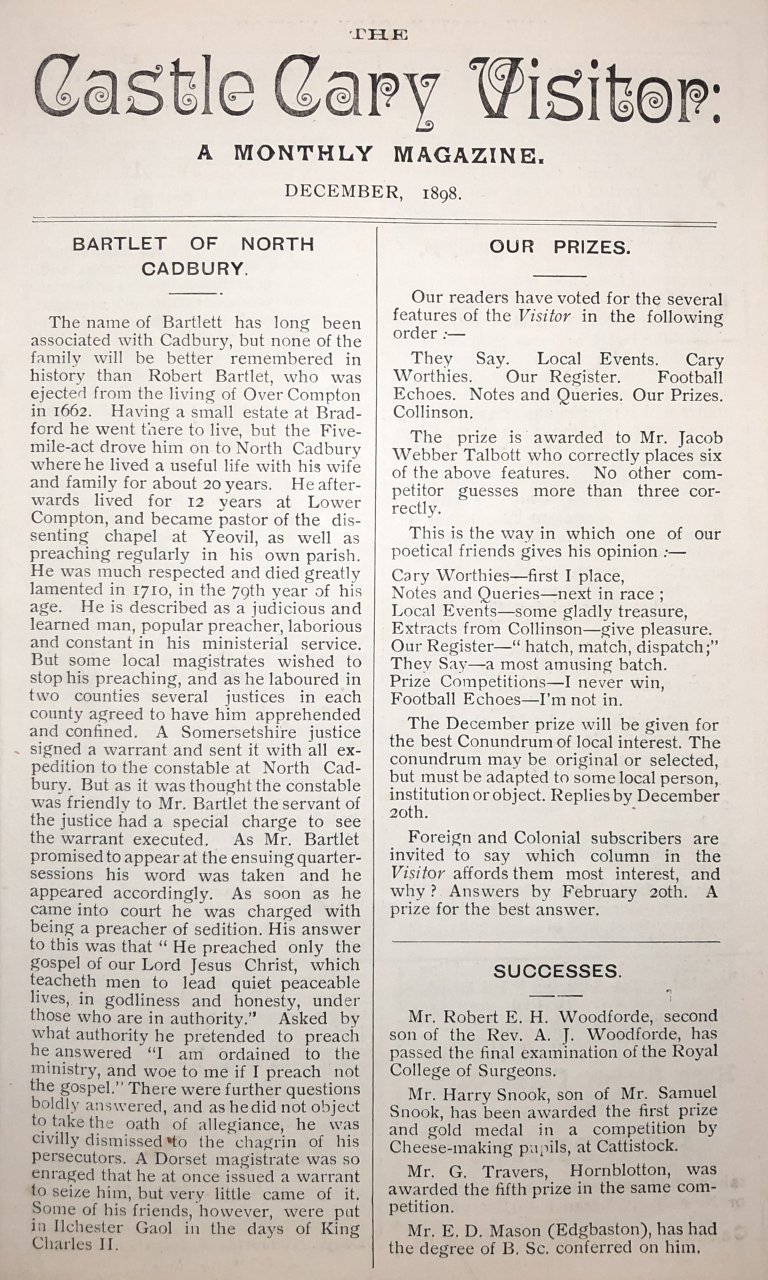 THE
Castle Cary Visitor:
A MONTHLY MAGAZINE.
DECEMBER, 1898.
BARTLET OF NORTH
CADBURY.
The name of Bartlett has long been
associated with Cadbury, but none of the
family will be better remembered in
history than Robert Bartlet, who was
ejected from the living of Over Compton
in 1662. Having a small estate at Brad-
ford he went there to live, but the Five-
mile-act drove him on to North Cadbury
where he lived a useful life with his wife
and family for about 20 years. He after-
wards lived for 12 years at Lower
Compton, and became pastor of the dis-
senting chapel at Yeovil, as well as
preaching regularly in his own parish.
He was much respected and died greatly
lamented in 1710, in the 79th year of his
age. He is described as a judicious and
learned man, popular preacher, laborious
and constant in his ministerial service.
But some local magistrates wished to
stop his preaching, and as he laboured in
two counties several justices in each
county agreed to have him apprehended
and confined. A Somersetshire justice
signed a warrant and sent it with all ex-
pedition to the constable at North Cad-
bury. But as it was thought the constable
was friendly to Mr. Bartlet the servant of
the justice had a special charge to see
the warrant executed. As Mr. Bartlet
promised to appear at the ensuing quarter-
sessions his word was taken and he
appeared accordingly. As soon as he
came into court he was charged with
being a preacher of sedition. His answer
to this was that “ He preached only the
gospel of our Lord Jesus Christ, which
teacheth men to lead quiet peaceable
lives, in godliness and honesty, under
those who are in authority.” Asked by
what authority he pretended to preach
he answered “I am ordained to the
ministry, and woe to me if I preach not
the gospel.” There were further questions
boldly answered, and as he did not object
to take the oath of allegiance, he was
civilly dismissed to the chagrin of his
persecutors. A Dorset magistrate was so
enraged that he at once issued a warrant
to seize him, but very little came of it.
Some of his friends, however, were put
in Ilchester Gaol in the days of King
Charles II.
OUR PRIZES.
Our readers have voted for the several
features of the Visitor in the following
order :—
They Say. Local Events. Cary
Worthies. Our Register. Football
Echoes. Notes and Queries. Our Prizes.
Collinson.
The prize is awarded to Mr. Jacob
Webber Talbott who correctly places six
of the above features. No other com-
petitor guesses more than three cor-
rectly.
This is the way in which one of our
poetical friends gives his opinion :—
Cary Worthies—first I place,
Notes and Queries—next in race ;
Local Events—some gladly treasure,
Extracts from Collinson—give pleasure.
Our Register—“ hatch, match, dispatch;”
They Say—a most amusing batch.
Prize Competitions—I never win,
Football Echoes—I’m not in.
The December prize will be given for
the best Conundrum of local interest. The
conundrum may be original or selected,
but must be adapted to some local person,
institution or object. Replies by December
20th.
Foreign and Colonial subscribers are
invited to say which column in the
Visitor affords them most interest, and
why ? Answers by February 20th. A
prize for the best answer.
SUCCESSES.
Mr. Robert E. H. Woodforde, second
son of the Rev. A. J. Woodforde, has
passed the final examination of the Royal
College of Surgeons.
Mr. Harry Snook, son of Mr. Samuel
Snook, has been awarded the first prize
and gold medal in a competition by
Cheese-making pupils, at Cattistock.
Mr. G. Travers, Hornblotton, was
awarded the fifth prize in the same com-
petition.
Mr. E. D. Mason (Edgbaston), has had
the degree of B. Sc. conferred on him.